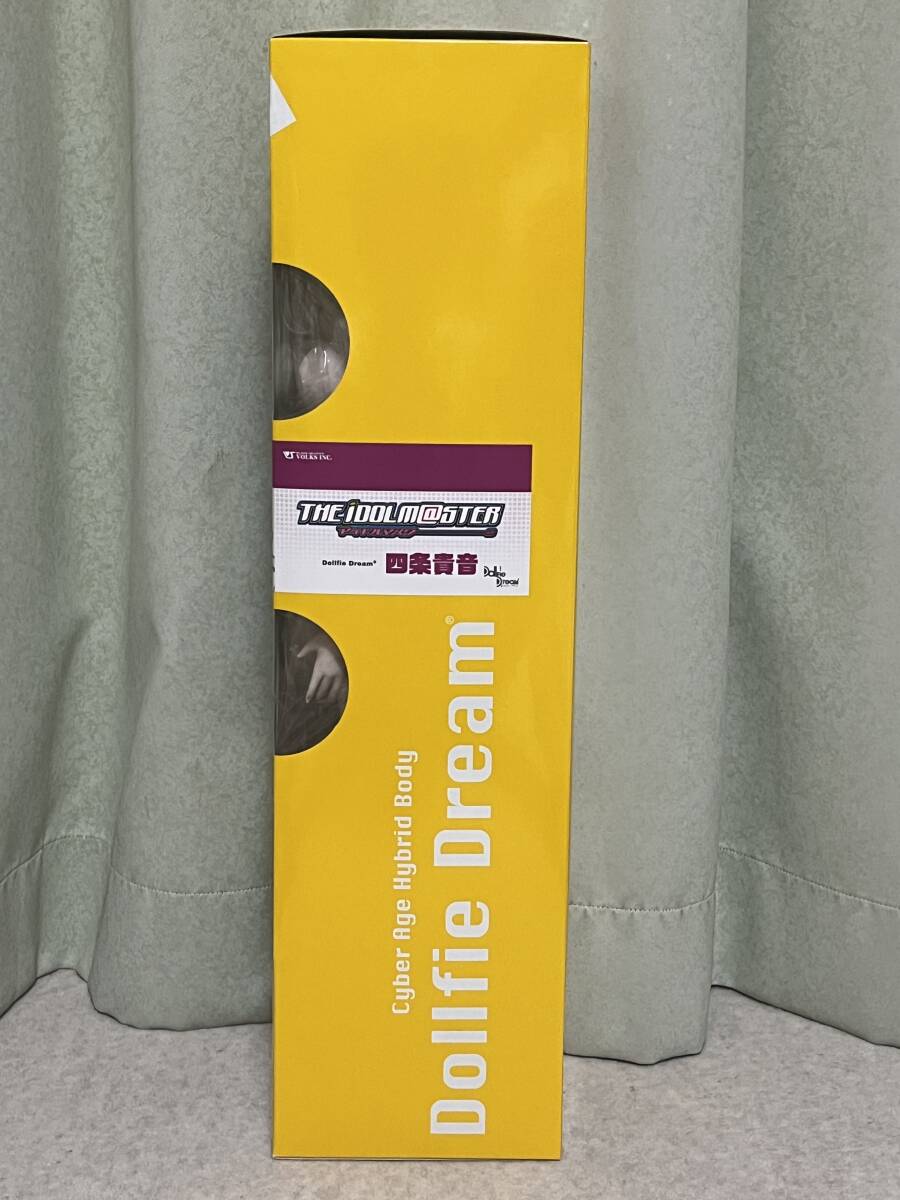 VOLKS INC.
THE iDOLM@STER
アイドルマスター
Dollfie Dream®
四条貴音
Dollfie Dream
Cyber Age Hybrid Body
Dollfie Dream®